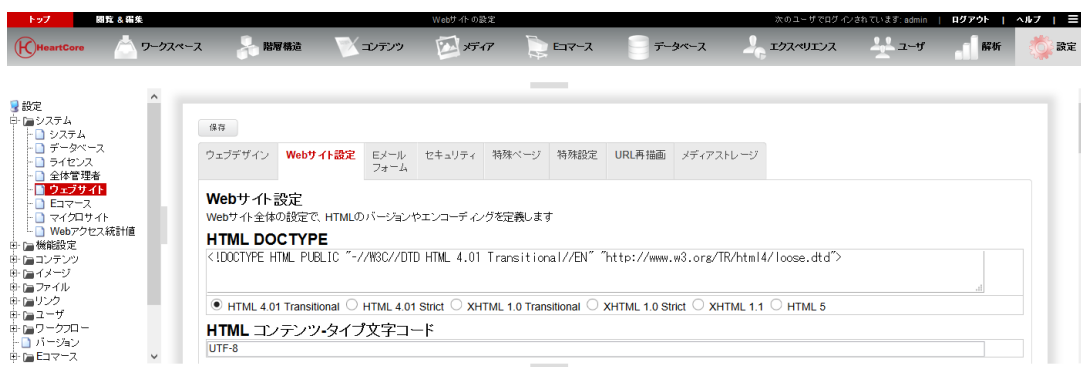 トップ 閲覧 & 編集 Webサイトの設定 次のユーザでログインされています: admin | ログアウト | ヘルプ |
HeartCore ワークスペース 階層構造 コンテンツ メディア Eコマース データベース エクスペリエンス ユーザ 解析 設定
設定
システム
システム
データベース
ライセンス
全体管理者
ウェブサイト
Eコマース
マイクロサイト
Webアクセス統計値
機能設定
コンテンツ
イメージ
ファイル
リンク
ユーザ
ワークフロー
バージョン
Eコマース
保存
ウェブデザイン Webサイト設定 Eメール フォーム セキュリティ 特殊ページ 特殊設定 URL再描画 メディアストレージ
Webサイト設定
Webサイト全体の設定で、HTMLのバージョンやエンコーディングを定義します
HTML DOCTYPE
<!DOCTYPE HTML PUBLIC "-//W3C//DTD HTML 4.01 Transitional//EN" "http://www.w3.org/TR/html4/loose.dtd">
HTML 4.01 Transitional HTML 4.01 Strict XHTML 1.0 Transitional XHTML 1.0 Strict XHTML 1.1 HTML 5
HTML コンテンツ-タイプ文字コード
UTF-8